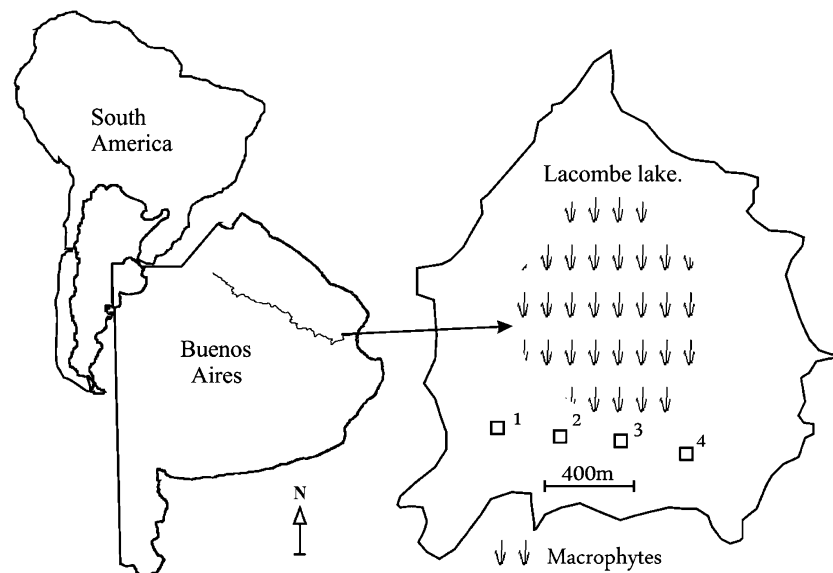 South
America
Buenos
Aires
N
Lacombe lake.
1
2
3
4
400m
Macrophytes